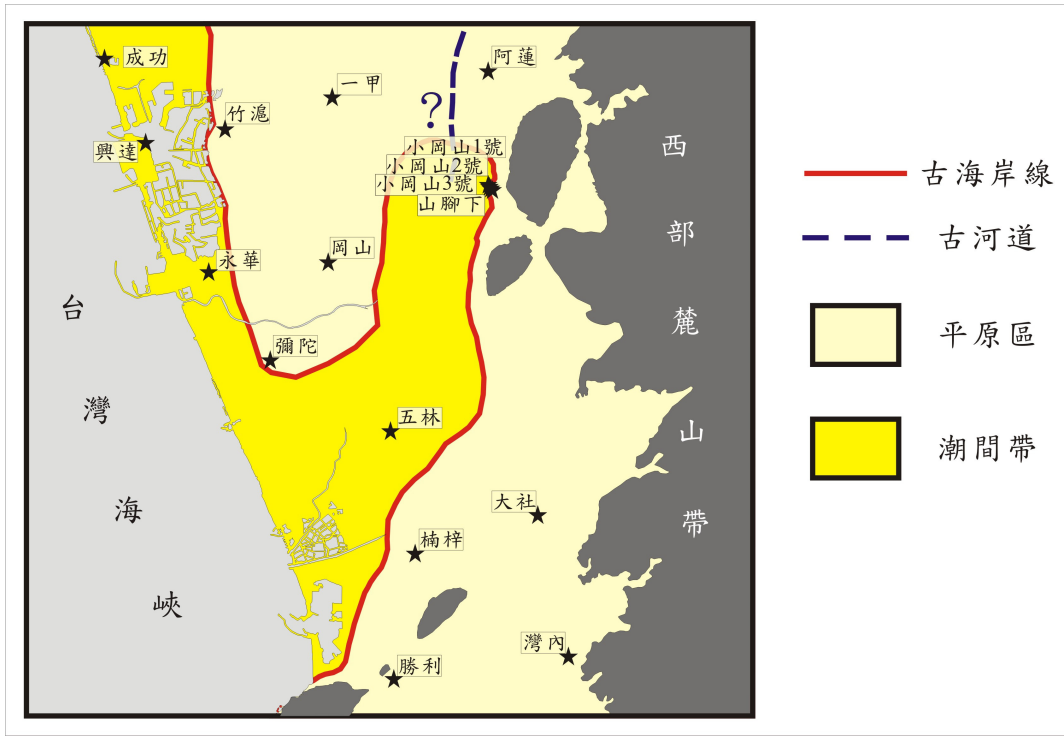 成功
阿蓮
一甲
?
竹滬
興達
小岡山1號
小岡山2號
小岡山3號
山腳下
岡山
永華
彌陀
五林
大社
楠梓
灣內
勝利
台灣海峽
西部麓山帶
古海岸線
古河道
平原區
潮間帶